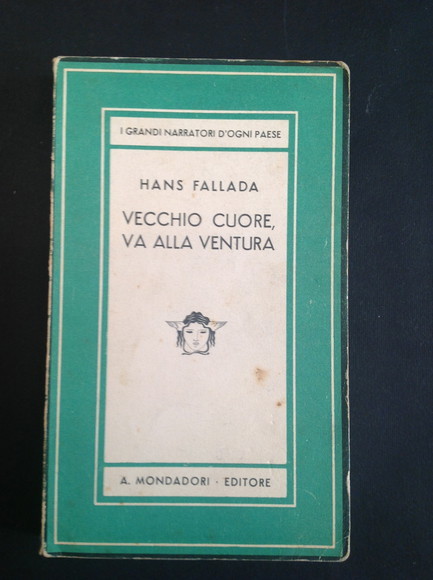 I GRANDI NARRATORI D'OGNI PAESE
HANS FALLADA
VECCHIO CUORE,
VA ALLA VENTURA
A. MONDADORI · EDITORE